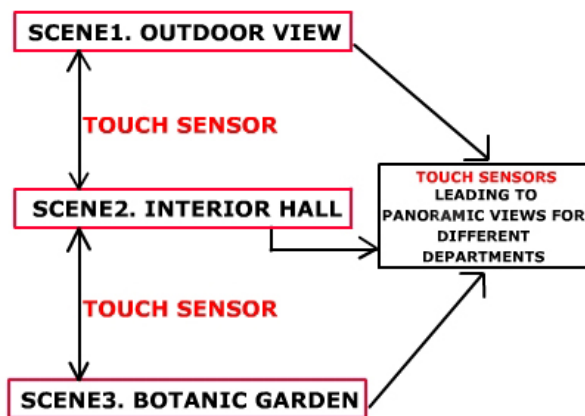 SCENE1. OUTDOOR VIEW
TOUCH SENSOR
SCENE2. INTERIOR HALL
TOUCH SENSOR
SCENE3. BOTANIC GARDEN
TOUCH SENSORS
LEADING TO
PANORAMIC VIEWS FOR
DIFFERENT
DEPARTMENTS